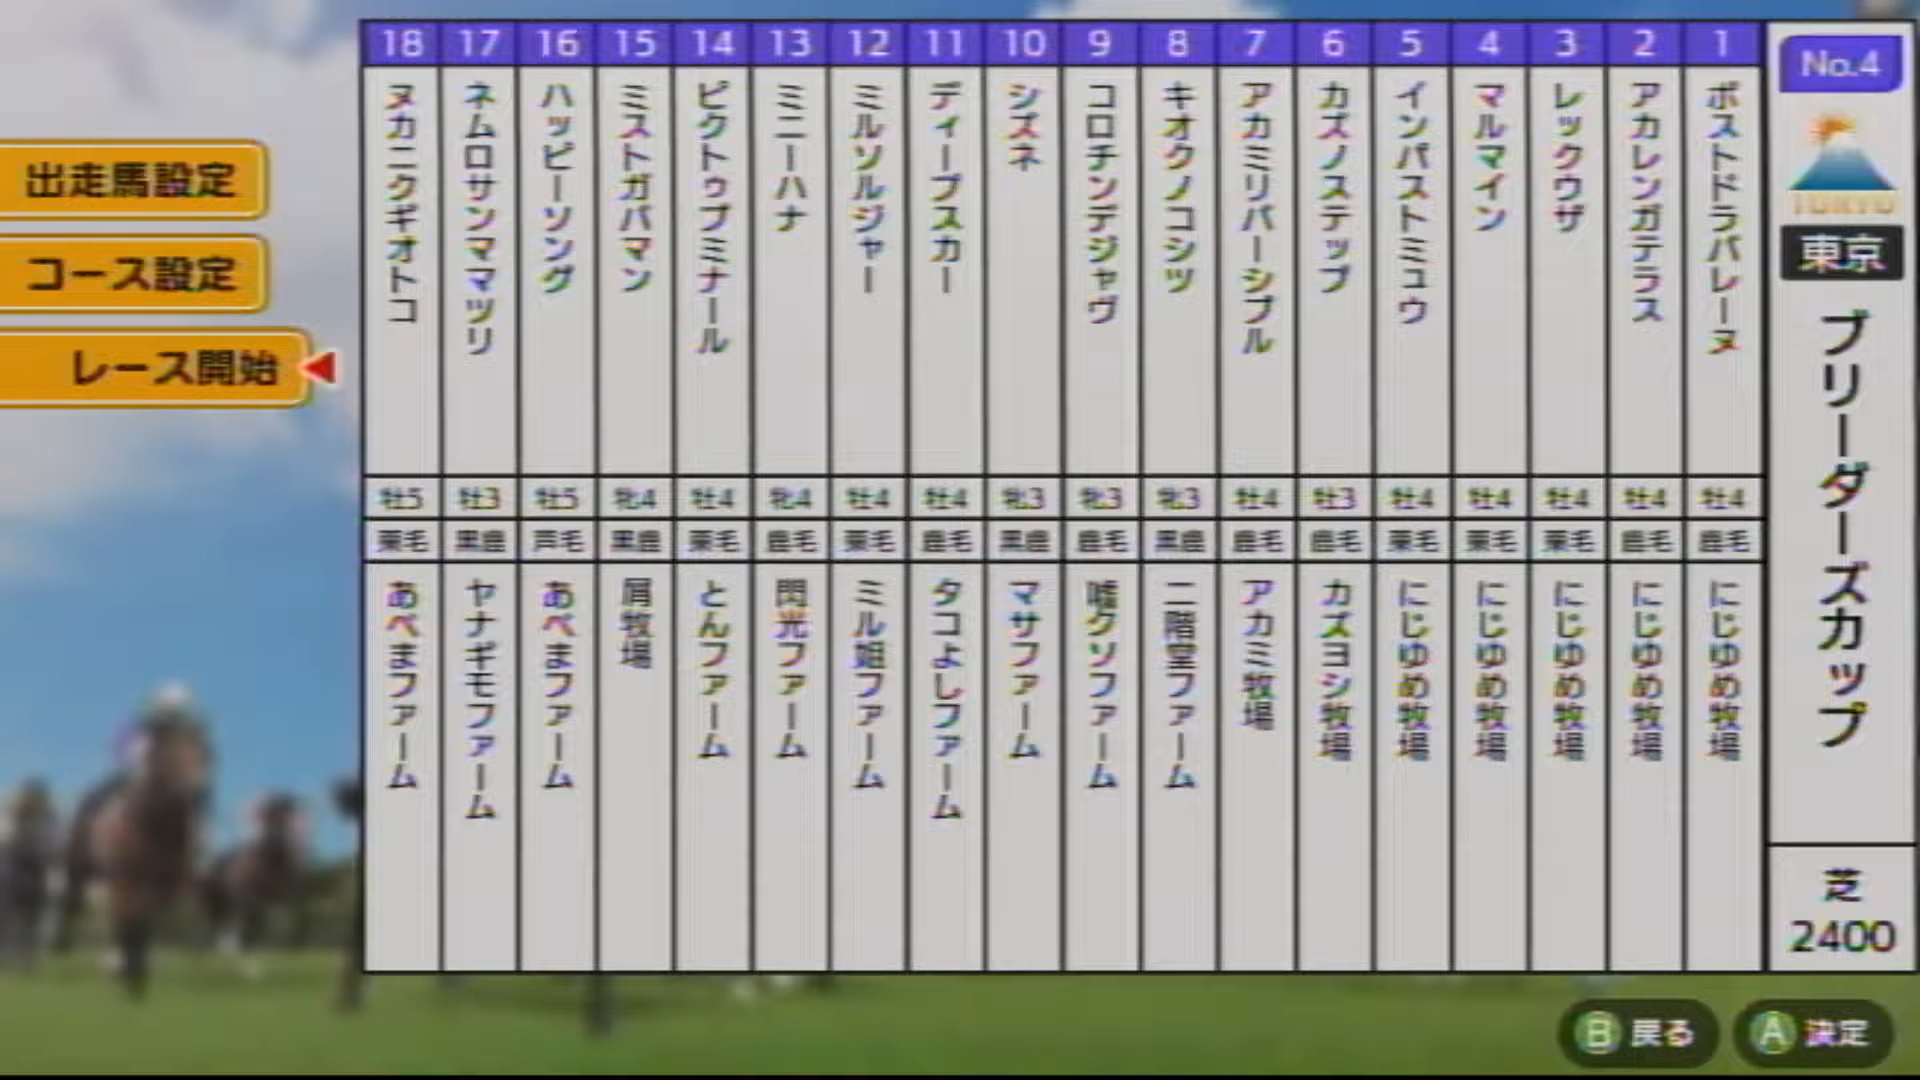 出走馬設定
コース設定
レース開始
No.4
TOKYO
東京
ブリーダーズカップ
芝
2400
1
ボストドラバレーヌ
牡4
鹿毛
にじゆめ牧場
2
アカレンガテラス
牡4
鹿毛
にじゆめ牧場
3
レックウザ
牡4
栗毛
にじゆめ牧場
4
マルマイン
牡4
栗毛
にじゆめ牧場
5
インパストミュウ
牡4
栗毛
にじゆめ牧場
6
カズノステップ
牡3
鹿毛
カズヨシ牧場
7
アカミリバーシブル
牡4
鹿毛
アカミ牧場
8
キオクノコシツ
牝3
黒鹿
二階堂ファーム
9
コロチンデジャヴ
牝3
鹿毛
嘘クソファーム
10
シズネ
牝3
黒鹿
マサファーム
11
ディープスカー
牡4
鹿毛
タコよしファーム
12
ミルソルジャー
牡4
栗毛
ミル姐ファーム
13
ミニーハナ
牝4
鹿毛
閃光ファーム
14
ピクトゥブミナール
牡4
栗毛
とんファーム
15
ミストガバマン
牝4
黒鹿
屑牧場
16
ハッピーソング
牡5
芦毛
あべまファーム
17
ネムロサンママツリ
牡3
黒鹿
ヤナギモファーム
18
ヌカニクギオトコ
牡5
栗毛
あべまファーム
B 戻る
A 決定